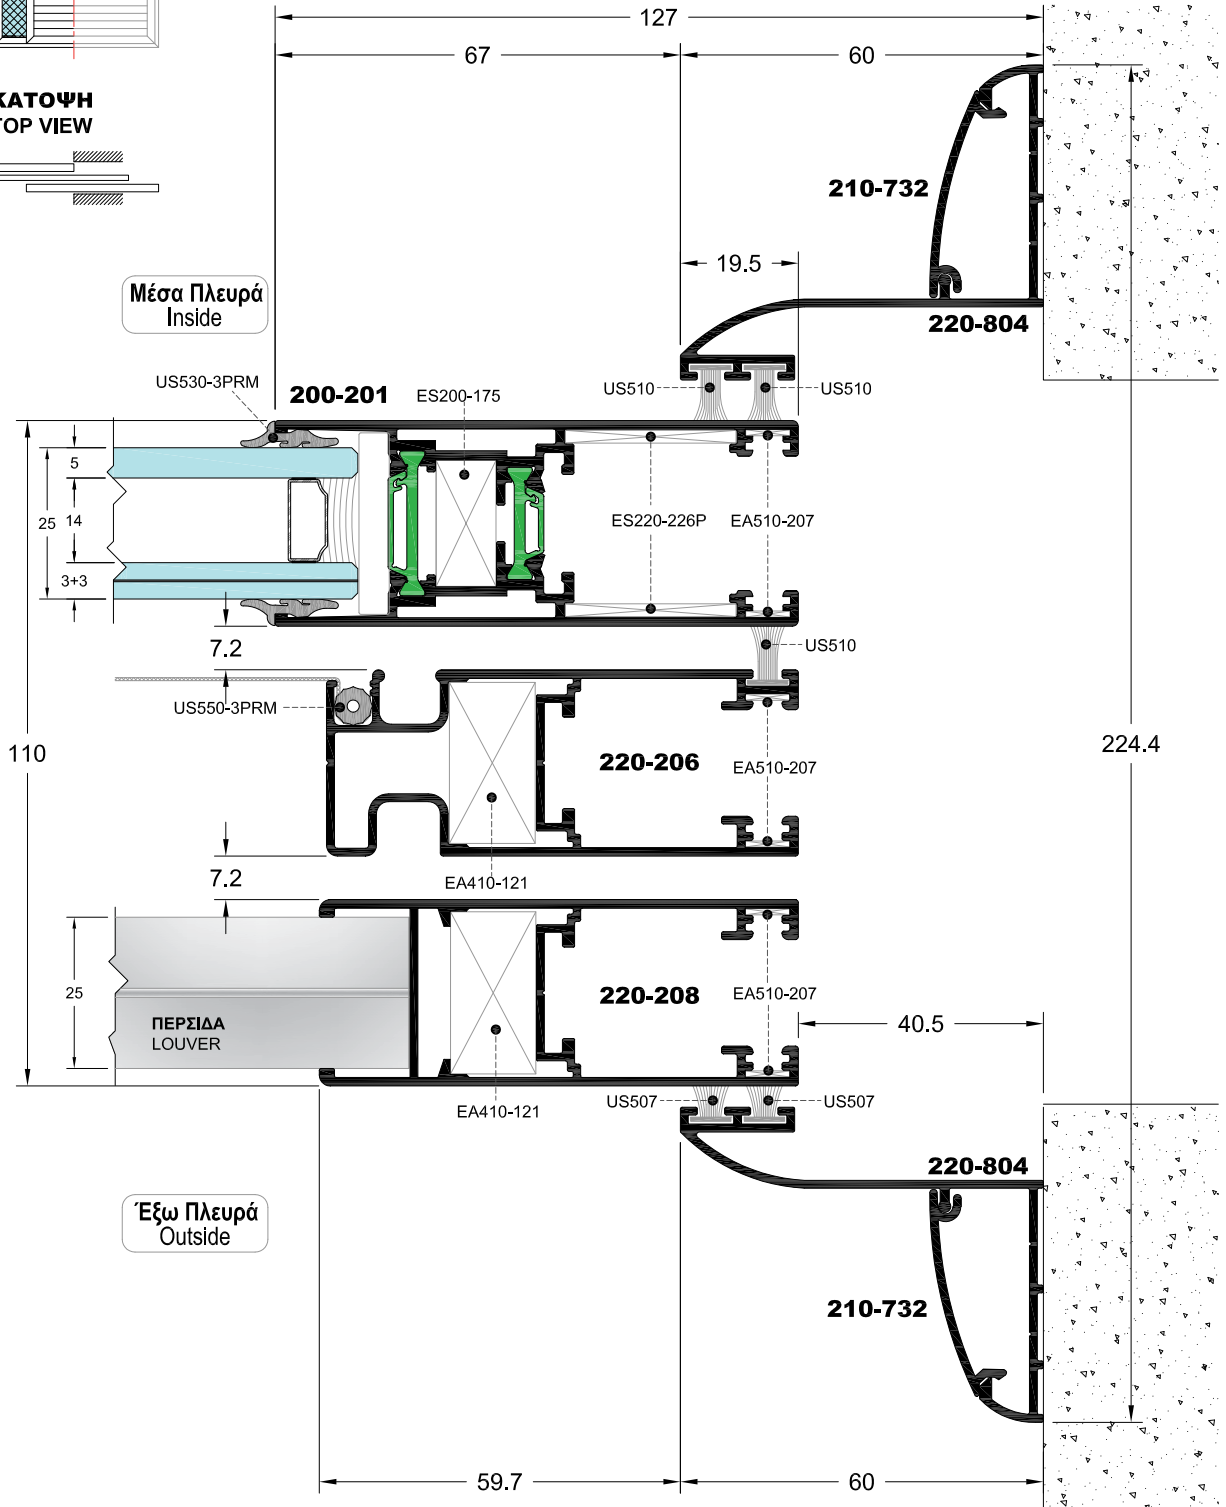 127
67
60
ΚΑΤΟΨΗ
TOP VIEW
210-732
19.5
Μέσα Πλευρά
Inside
220-804
US530-3PRM
200-201
ES200-175
US510
US510
5
25
14
ES220-226P
EA510-207
3+3
7.2
US510
US550-3PRM
110
220-206
EA510-207
224.4
7.2
EA410-121
25
220-208
EA510-207
ΠΕΡΣΙΔΑ
LOUVER
40.5
EA410-121
US507
US507
220-804
Έξω Πλευρά
Outside
210-732
59.7
60